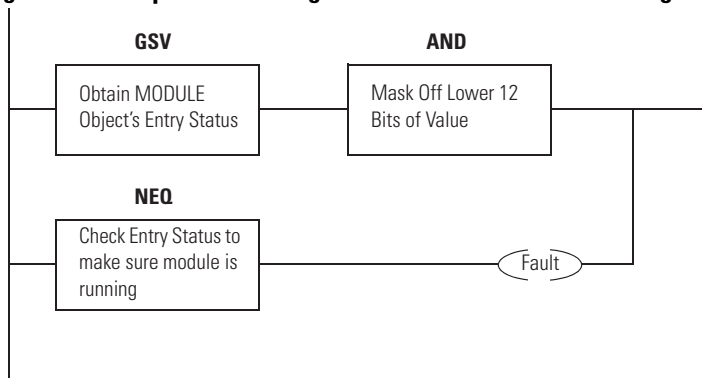 GSV
AND
Obtain MODULE
Object's Entry Status
Mask Off Lower 12
Bits of Value
NEQ
Check Entry Status to
make sure module is
running
Fault